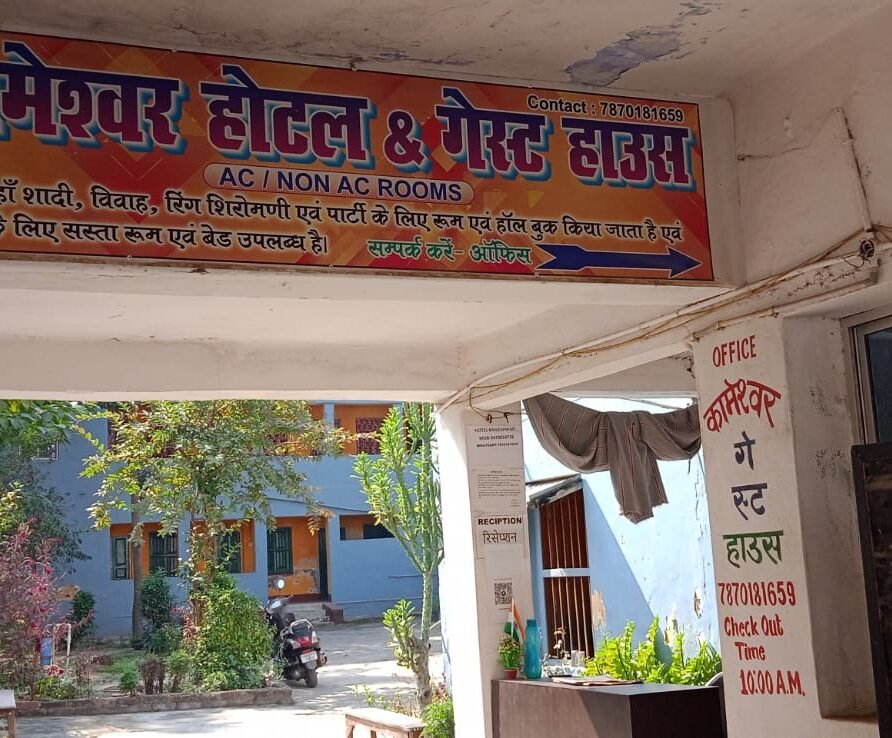 Contact : 7870181659
मेश्वर होटल & गेस्ट हाउस
AC / NON AC ROOMS
हाँ शादी, विवाह, रिंग शिरोमणी एवं पार्टी के लिए रूम एवं हॉल बुक किया जाता है एवं
के लिए सस्ता रूम एवं बेड उपलब्ध है।
सम्पर्क करें- ऑफिस
OFFICE
कामेश्वर
गे
स्ट
हाउस
7870181659
Check Out
Time
10:00 A.M.
RECIPTION
रिसेप्शन